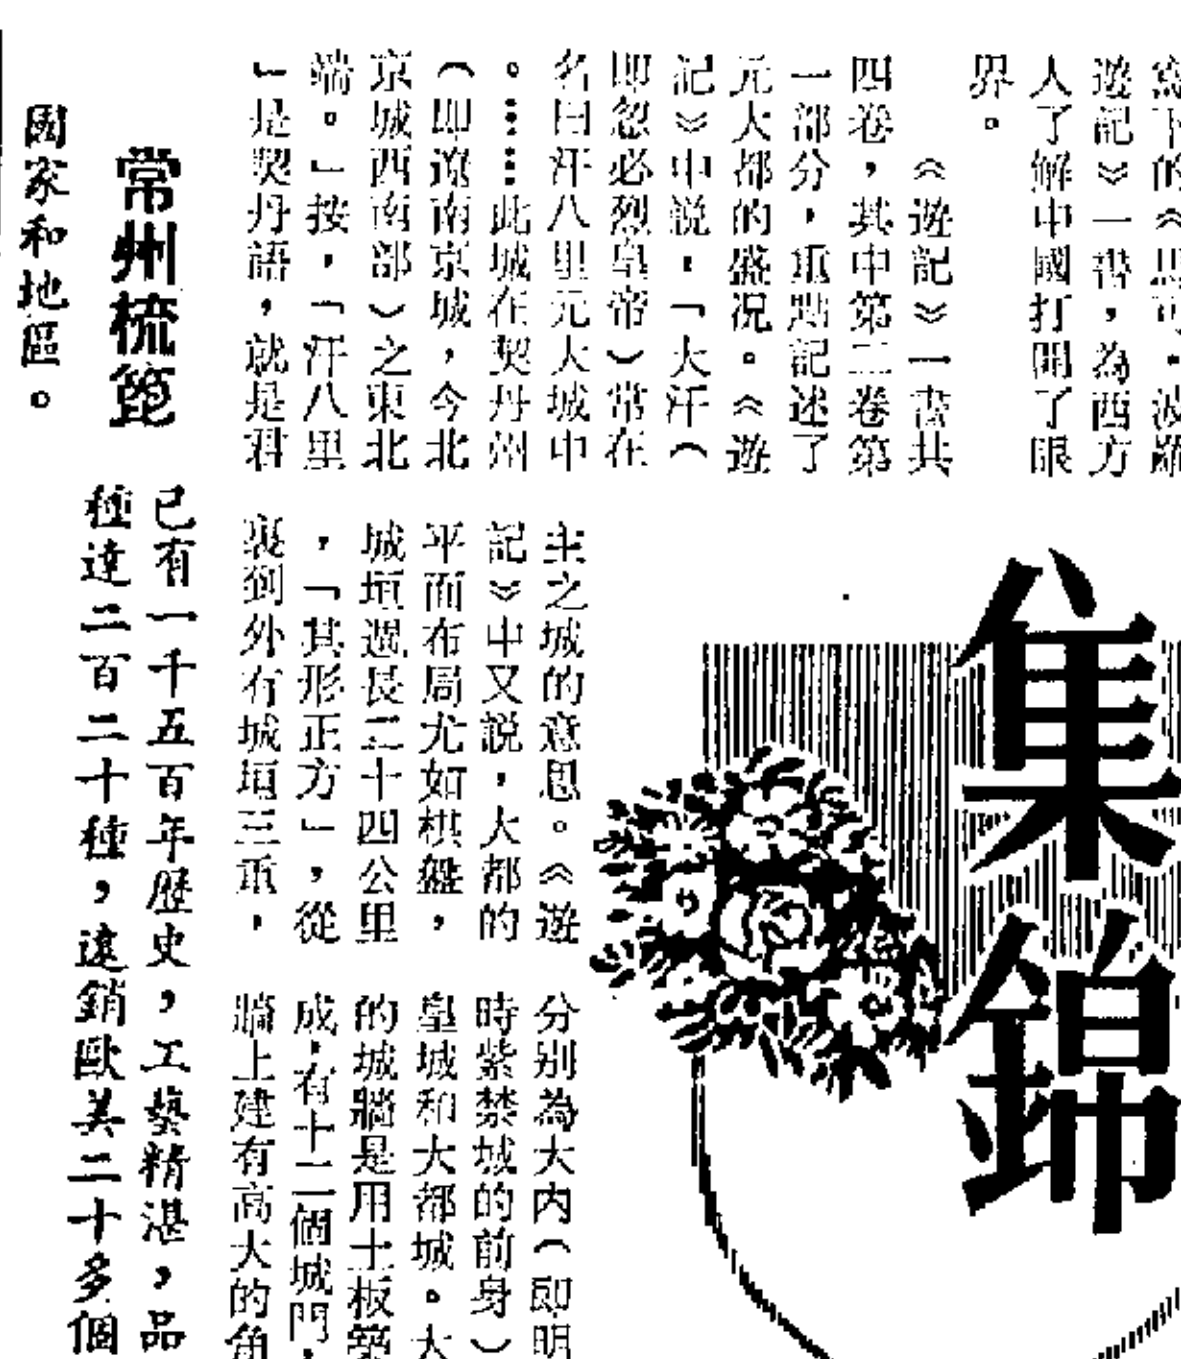 寫下的《馬可·波羅
遊記》一書，為西方
人了解中國打開了眼
界。
《遊記》一書共
四卷，其中第二卷第
一部分，重點記述了
元大都的盛況。《遊
記》中説，「大汗（
即忽必烈皇帝）常在
名曰汗八里元大城中
。……此城在契丹州
（即遼南京城，今北
京城西南部）之東北
端。」按，「汗八里
」是契丹語，就是君
主之城的意思。《遊
記》中又説，大都的
平面布局尤如棋盤，
城垣週長二十四公里
，「其形正方」，從
裏到外有城垣三重，
分別為大內（即明
時紫禁城的前身）
皇城和大都城。大
的城牆是用土板築
成，有十二個城門，
牆上建有高大的角
集錦
常州梳篦
已有一千五百年歷史，工藝精湛，品
種達二百二十種，遠銷歐美二十多個
國家和地區。